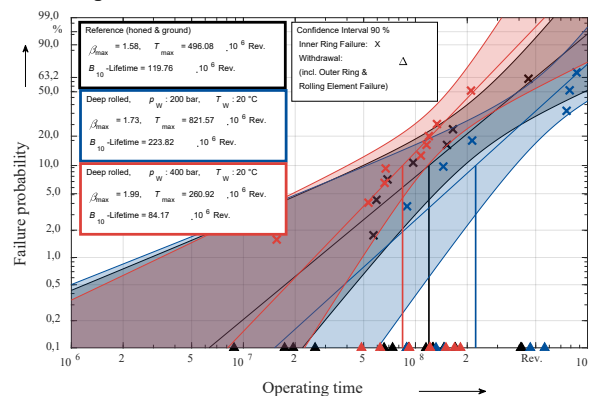 99,0
%
90,0
63,2
50,0
20,0
10,0
5,0
2,0
1,0
0,5
0,2
0,1
Failure probability
Reference (honed & ground)
βmax = 1.58, Tmax = 496.08 .10 6 Rev.
B10 -Lifetime = 119.76 .10 6 Rev.
Deep rolled, pW : 200 bar, TW : 20 °C
βmax = 1.73, Tmax = 821.57 .10 6 Rev.
B10 -Lifetime = 223.82 .10 6 Rev.
Deep rolled, pW : 400 bar, TW : 20 °C
βmax = 1.99, Tmax = 260.92 .10 6 Rev.
B10 -Lifetime = 84.17 .10 6 Rev.
Confidence Interval 90 %
Inner Ring Failure: X
Withdrawal: △
(incl. Outer Ring &
Rolling Element Failure)
10 6 2 10 7 2 10 8 2 Rev. 10
Operating time